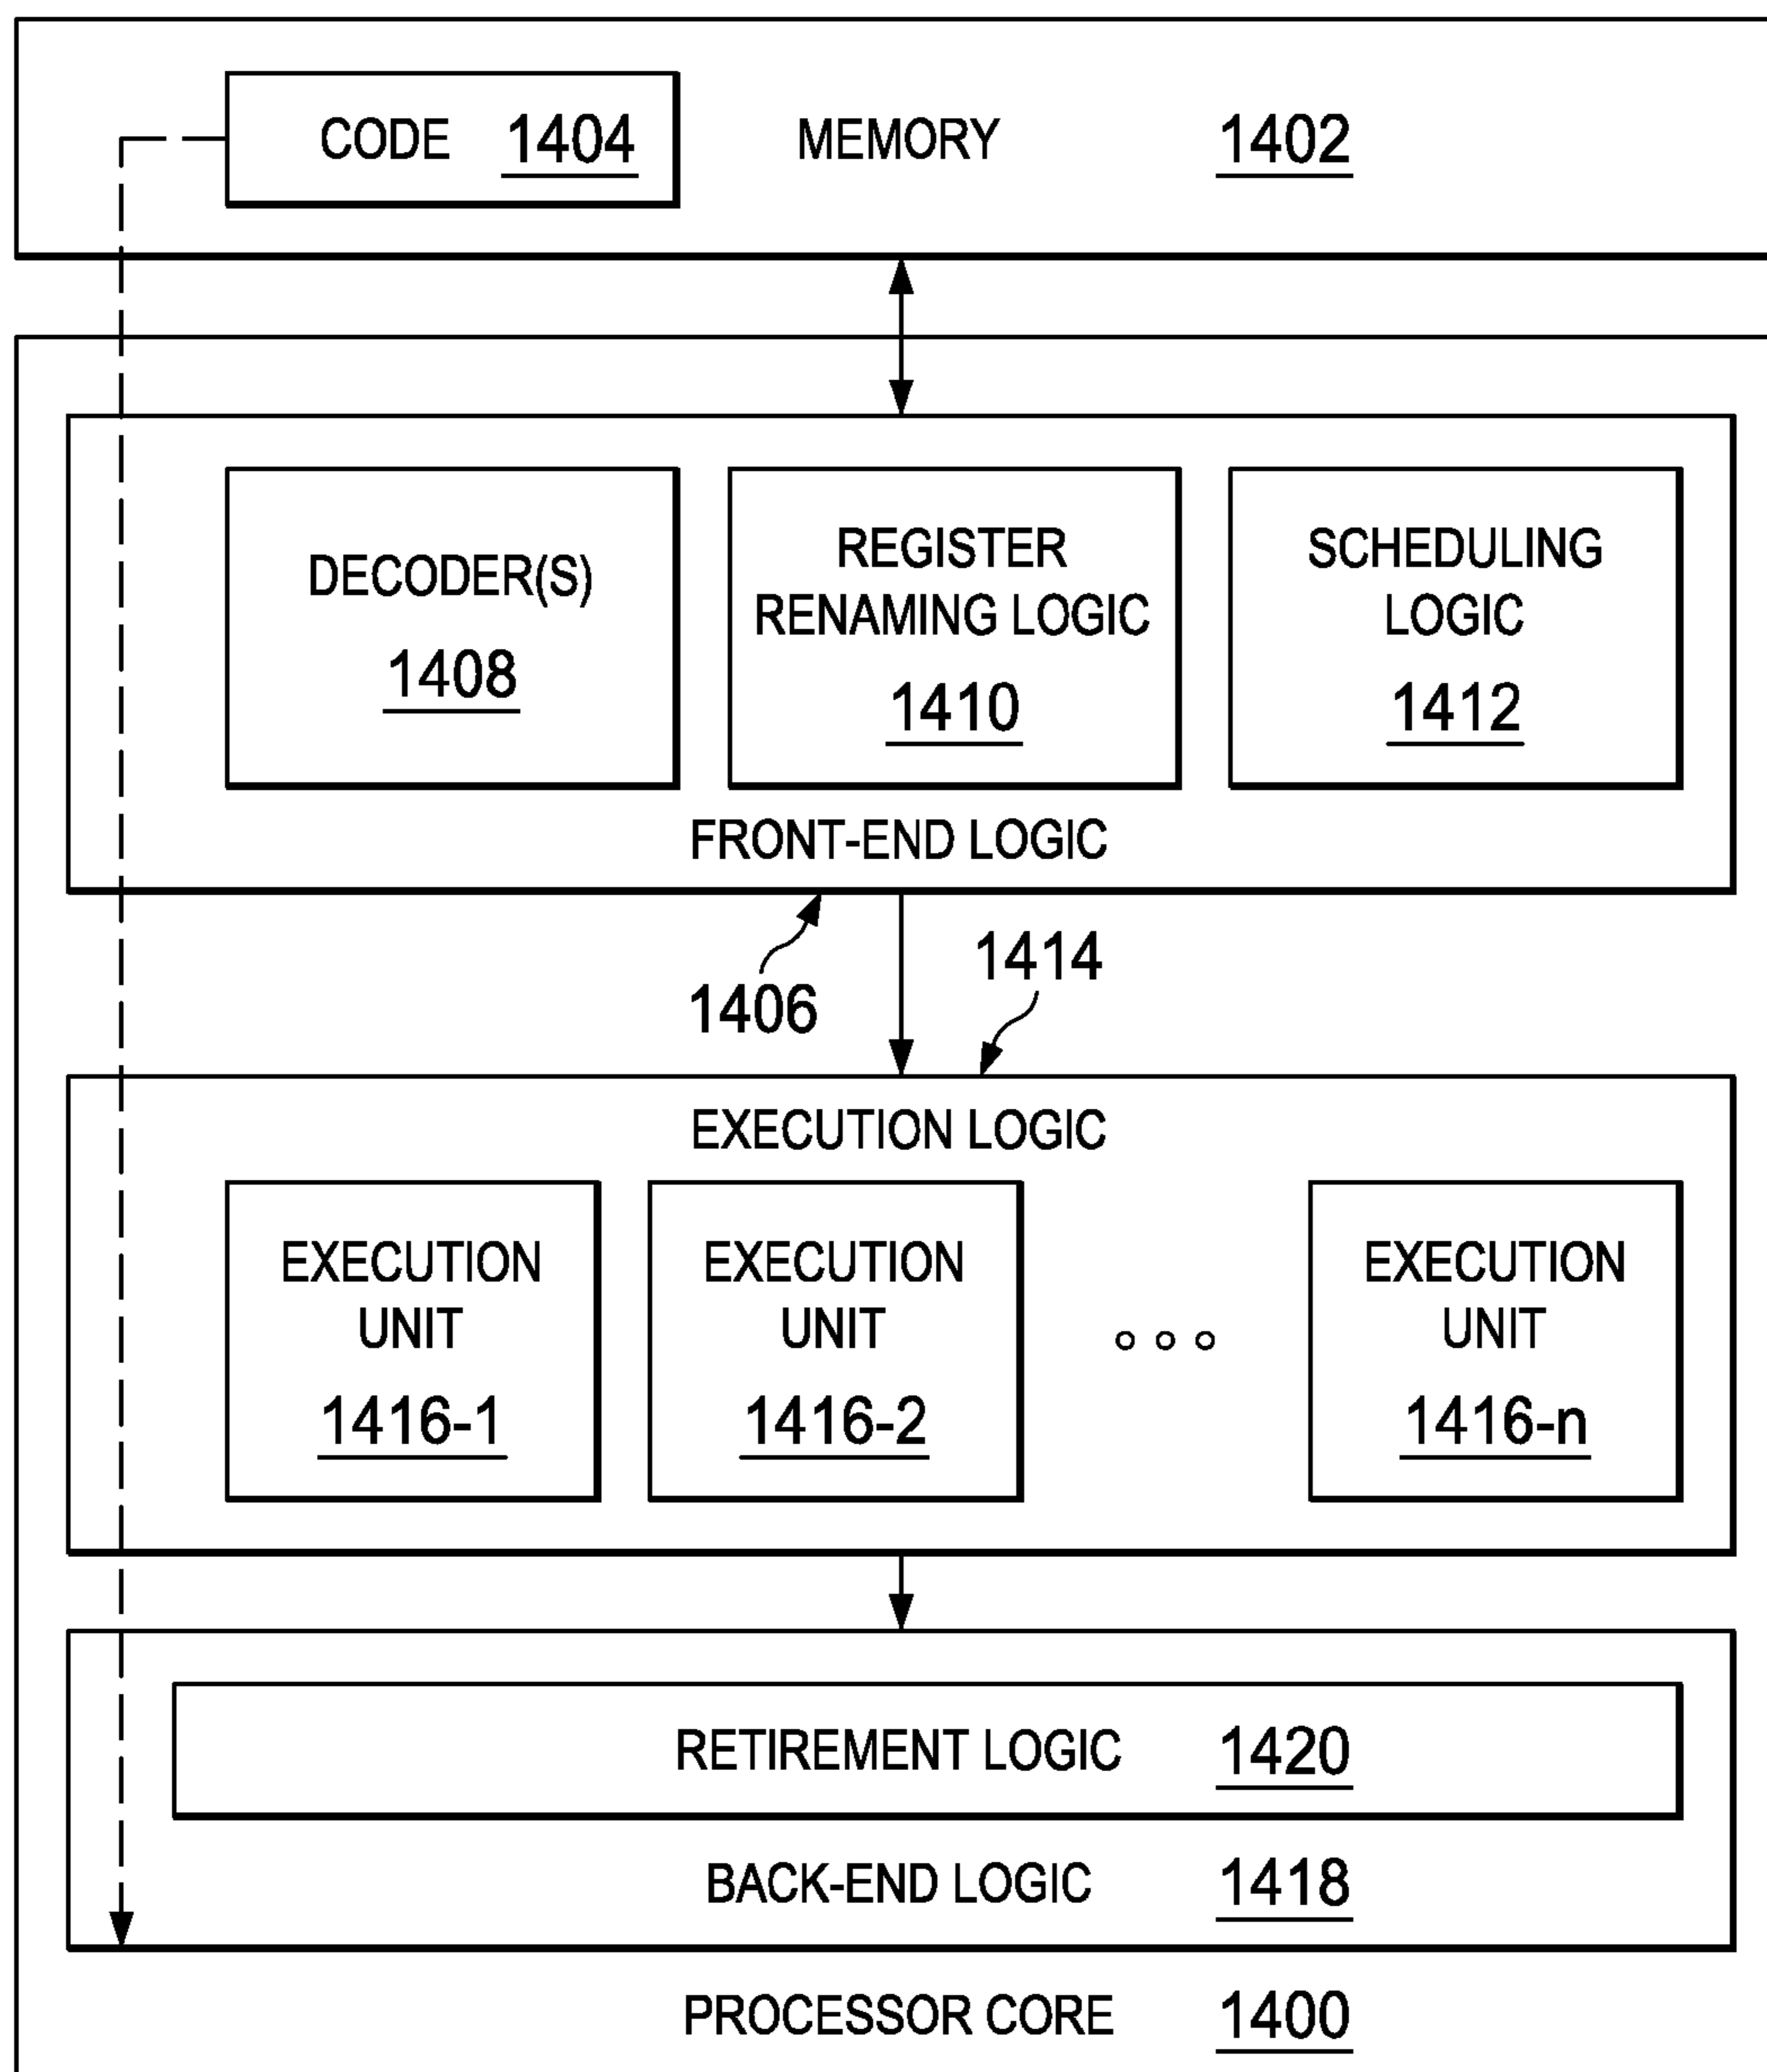 CODE 1404 MEMORY 1402
DECODER(S)
1408
REGISTER
RENAMING LOGIC
1410
SCHEDULING
LOGIC
1412
FRONT-END LOGIC
1406
1414
EXECUTION LOGIC
EXECUTION
UNIT
1416-1
EXECUTION
UNIT
1416-2
EXECUTION
UNIT
1416-n
RETIREMENT LOGIC 1420
BACK-END LOGIC 1418
PROCESSOR CORE 1400